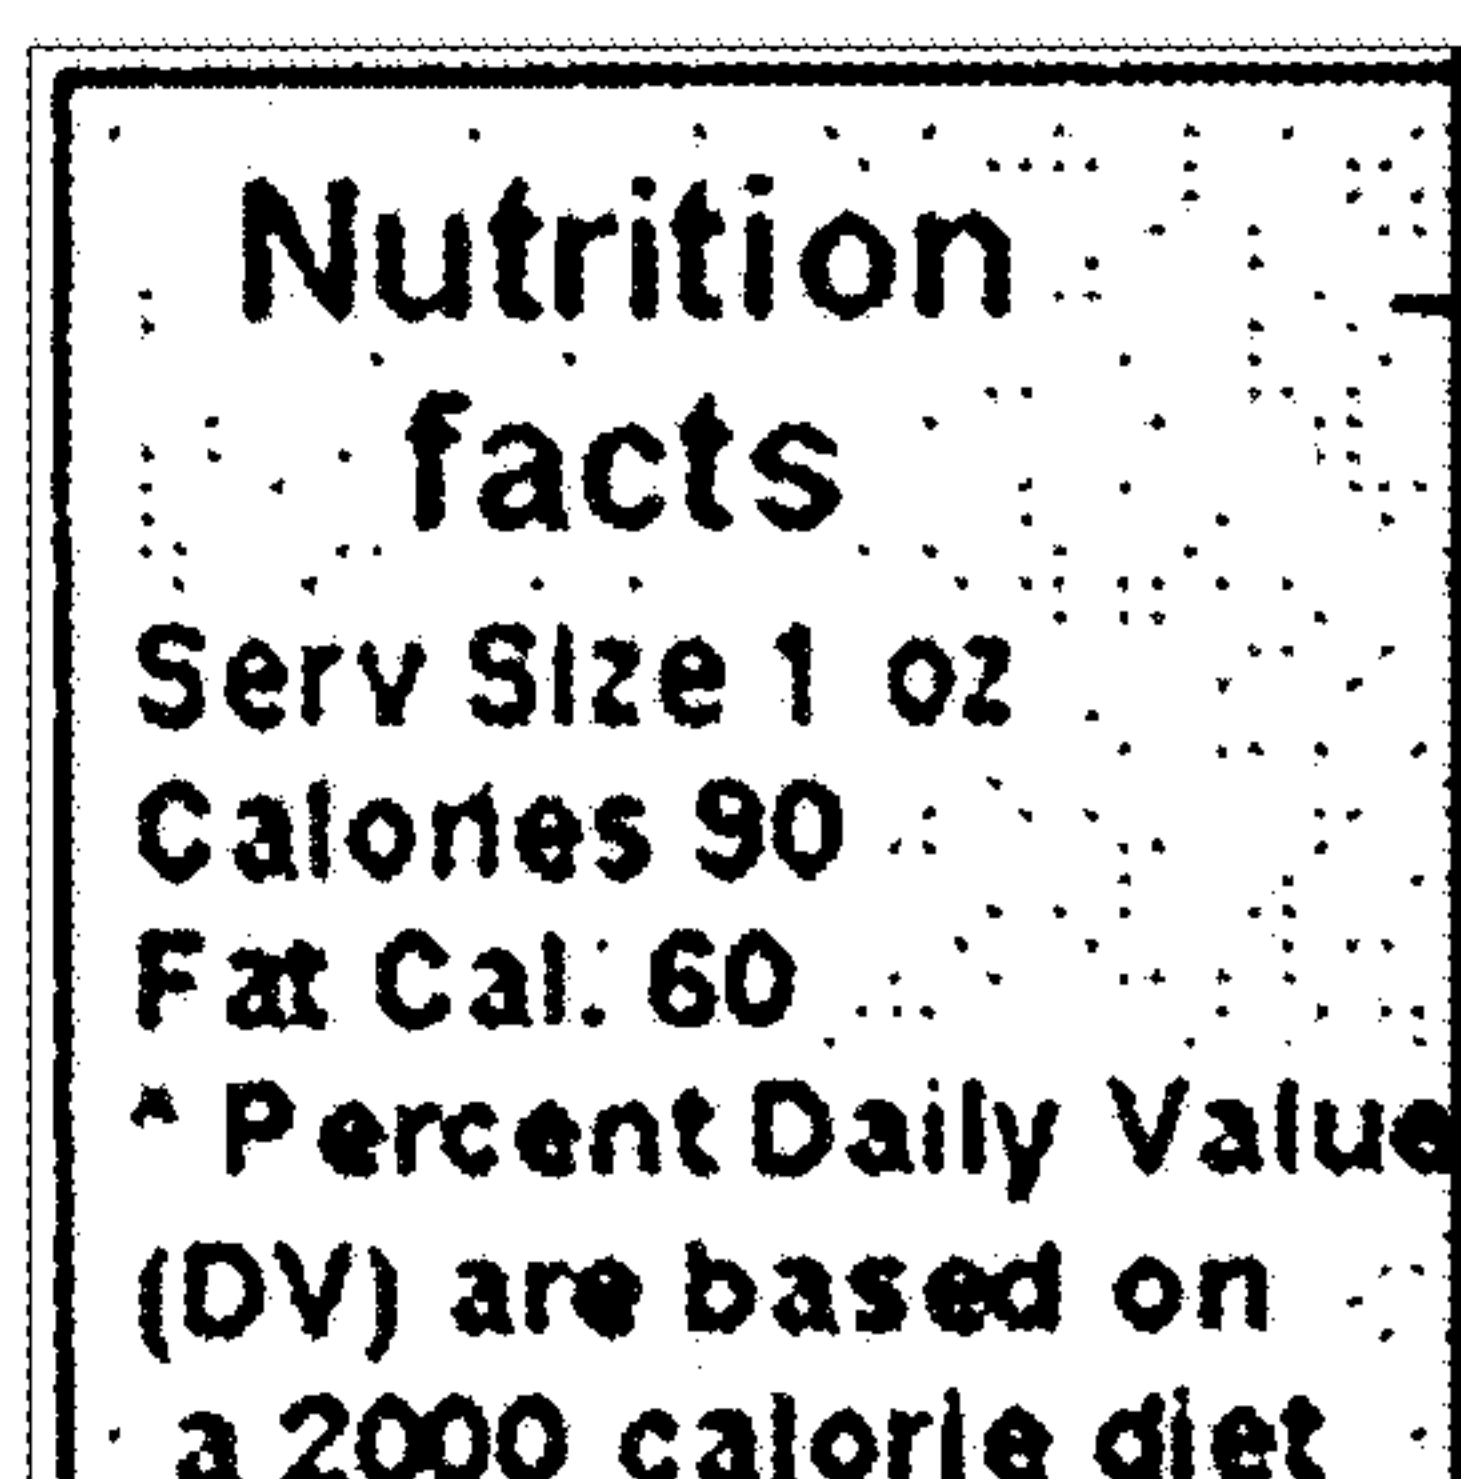 Nutrition
facts
Serv Size 1 oz
Calories 90
Fat Cal. 60
* Percent Daily Value
(DV) are based on
a 2000 calorie diet